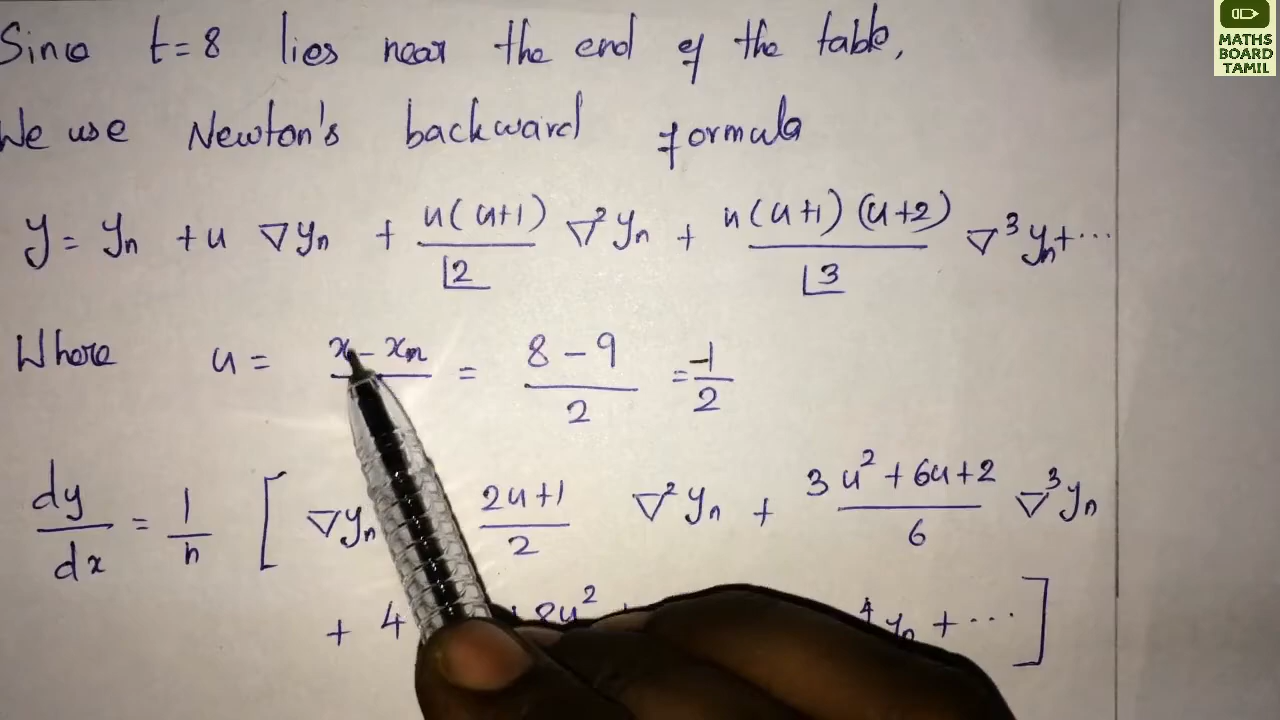 Since t=8 lies near the end of the table,
We use Newton's backward formula
y = yₙ + u ∇yₙ + u(u+1)/⌊2 ∇²yₙ + u(u+1)(u+2)/⌊3 ∇³yₙ + ...
Where u = x - xₙ = 8-9/2 = -1/2
dy/dx = 1/h [ ∇yₙ 2u+1/2 ∇²yₙ + 3u²+6u+2/6 ∇³yₙ
+ 4 + 8u² ⁴yₙ + ... ]
MATHS
BOARD
TAMIL